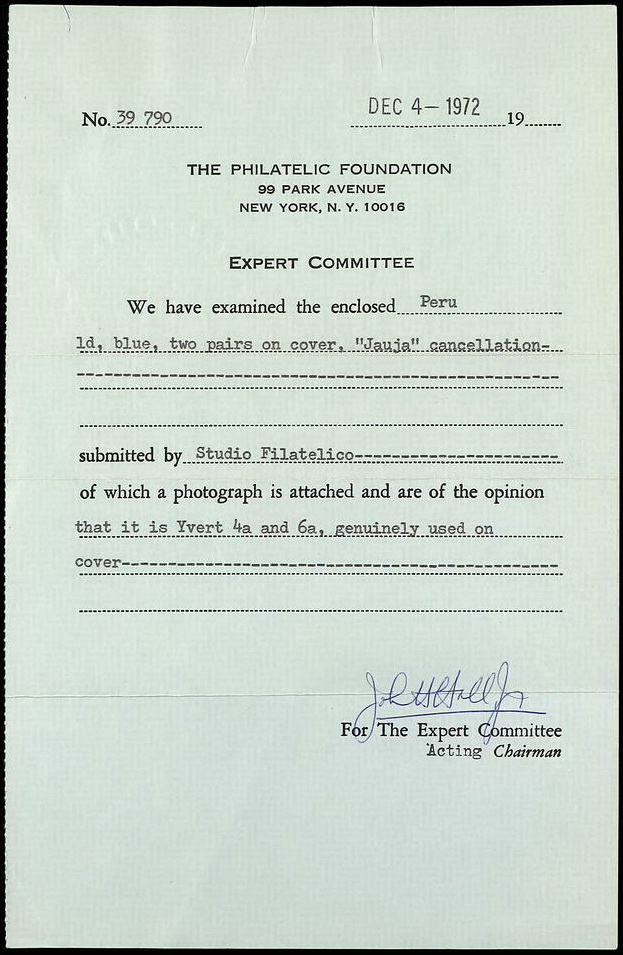 No. 39 790 DEC 4 - 1972 19
THE PHILATELIC FOUNDATION
99 PARK AVENUE
NEW YORK, N. Y. 10016
EXPERT COMMITTEE
We have examined the enclosed Peru
1d, blue, two pairs on cover, "Jauja" cancellation-
submitted by Studio Filatelico
of which a photograph is attached and are of the opinion
that it is Yvert 4a and 6a, genuinely used on
cover
John H Hall Jr
For The Expert Committee
Acting Chairman